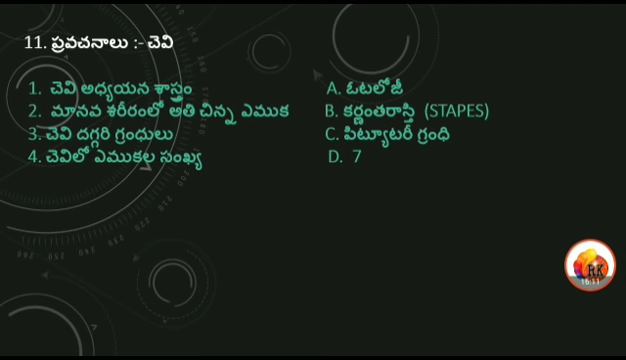 11. ప్రవచనాలు :- చెవి
1. చెవి అధ్యయన శాస్త్రం A. ఓటలోజీ
2. మానవ శరీరంలో అతి చిన్న ఎముక B. కర్ణంతరాస్తి (STAPES)
3. చెవి దగ్గరి గ్రంధులు C. పిట్యూటరీ గ్రంధి
4. చెవిలో ఎముకల సంఖ్య D. 7
RK
16:11